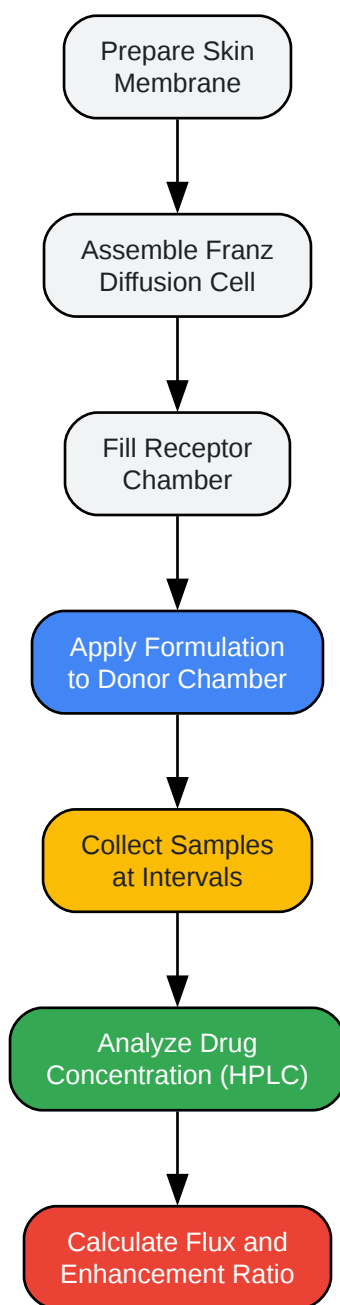 Prepare Skin
Membrane
Assemble Franz
Diffusion Cell
Fill Receptor
Chamber
Apply Formulation
to Donor Chamber
Collect Samples
at Intervals
Analyze Drug
Concentration (HPLC)
Calculate Flux and
Enhancement Ratio